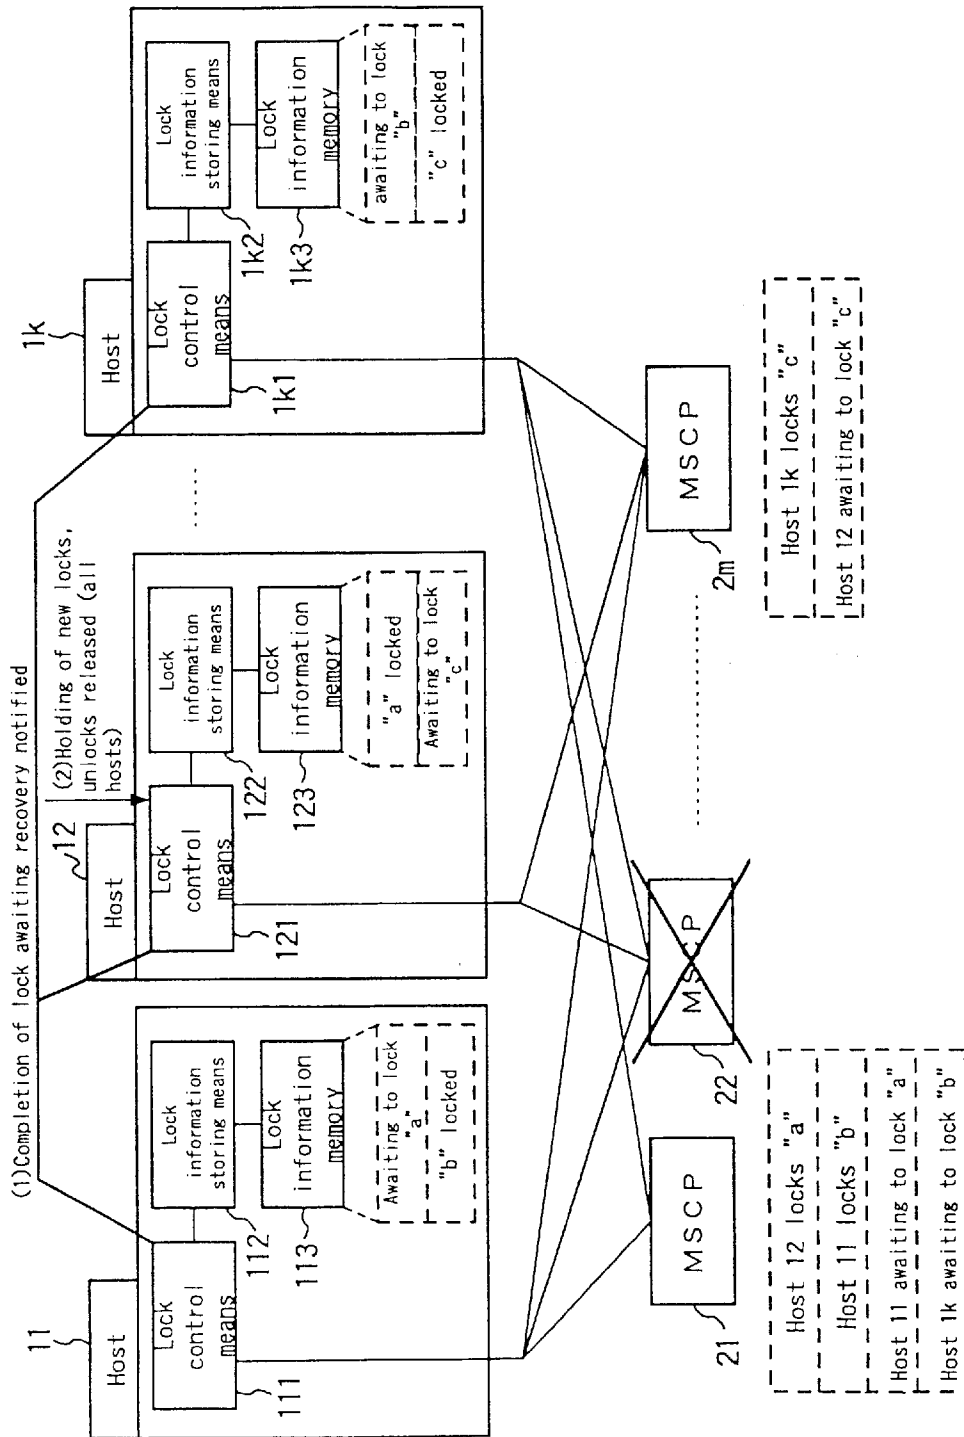 (1)Completion of lock awaiting recovery notified
(2)Holding of new locks,
unlocks released (all
hosts)
11
Host
Lock
control
means
111
Lock
information
storing means
112
Lock
information
memory
113
Awaiting to lock
"a"
"b" locked
12
Host
Lock
control
means
121
Lock
information
storing means
122
Lock
information
memory
123
"a" locked
Awaiting to lock
"c"
1k
Host
Lock
control
means
1k1
Lock
information
storing means
1k2
Lock
information
memory
1k3
awaiting to lock
"b"
"c" locked
MSCP
21
MSCP
22
MSCP
2m
Host 12 locks "a"
Host 11 locks "b"
Host 11 awaiting to lock "a"
Host 1k awaiting to lock "b"
Host 1k locks "c"
Host 12 awaiting to lock "c"